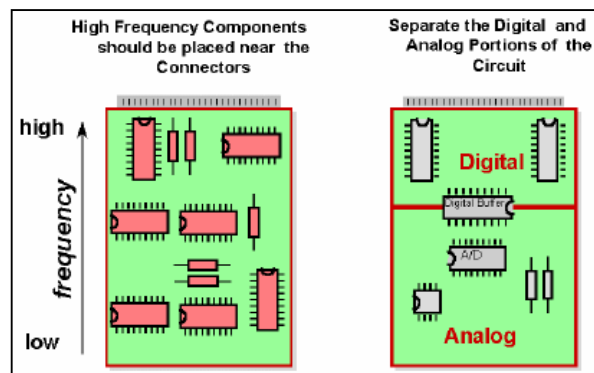 High Frequency Components
should be placed near the
Connectors
Separate the Digital and
Analog Portions of the
Circuit
high
frequency
low
Digital
Digital Buffer
A/D
Analog